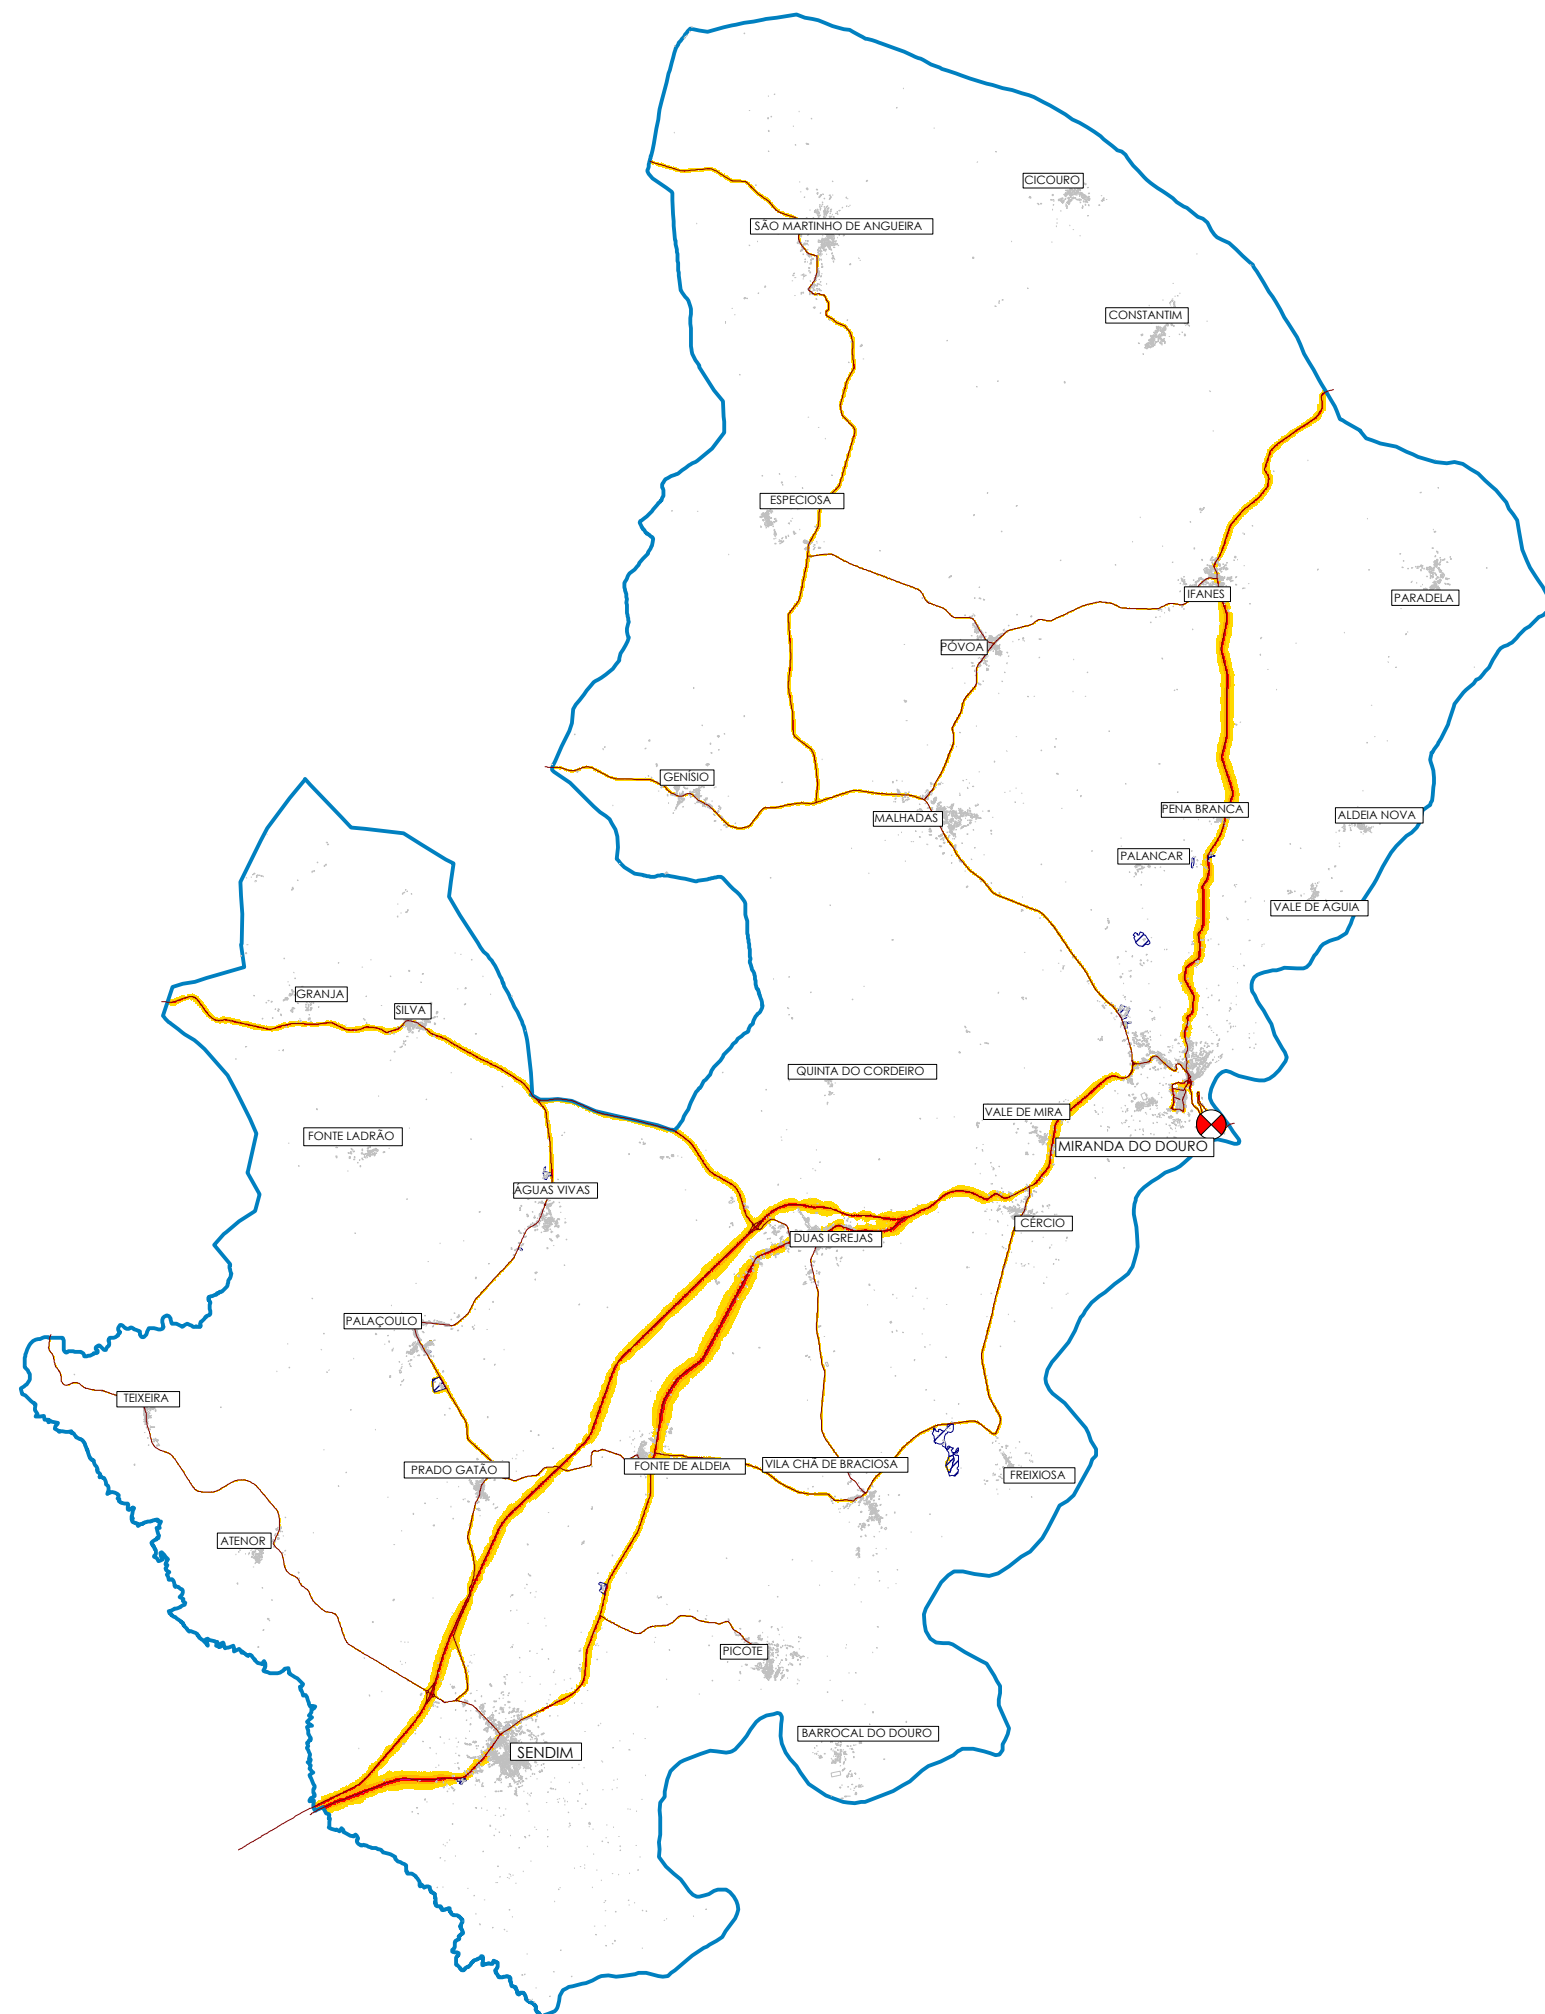 CICOURO
SÃO MARTINHO DE ANGUEIRA
CONSTANTIM
ESPECIOSA
IFANES
PARADELA
PÓVOA
GENÍSIO
PENA BRANCA
MALHADAS
ALDEIA NOVA
PALANCAR
VALE DE ÁGUIA
GRANJA
SILVA
QUINTA DO CORDEIRO
VALE DE MIRA
FONTE LADRÃO
MIRANDA DO DOURO
ÁGUAS VIVAS
CÉRCIO
DUAS IGREJAS
PALAÇOULO
TEIXEIRA
PRADO GATÃO
FONTE DE ALDEIA
VILA CHÃ DE BRACIOSA
FREIXIOSA
ATENOR
PICOTE
BARROCAL DO DOURO
SENDIM